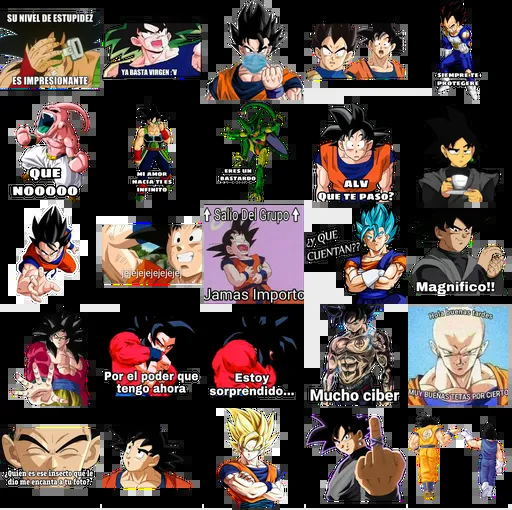 SU NIVEL DE ESTUPIDEZ
ES IMPRESIONANTE
YA BASTA VIRGEN :V
SIEMPRE TE
PROTEGERE
QUE
NOOOOO
MI AMOR
HACIA TI ES
INFINITO
ERES UN
BASTARDO
ALV
QUE TE PASO?
jejejejejejeje
↑ Salio Del Grupo ↑
Jamas Importo
¿Y QUE
CUENTAN??
Magnifico!!
Por el poder que
tengo ahora
Estoy
sorprendido...
Mucho ciber
Hola buenas tardes
MUY BUENAS TETAS POR CIERTO
¿Quién es ese insecto que le
dio me encanta a tu foto?